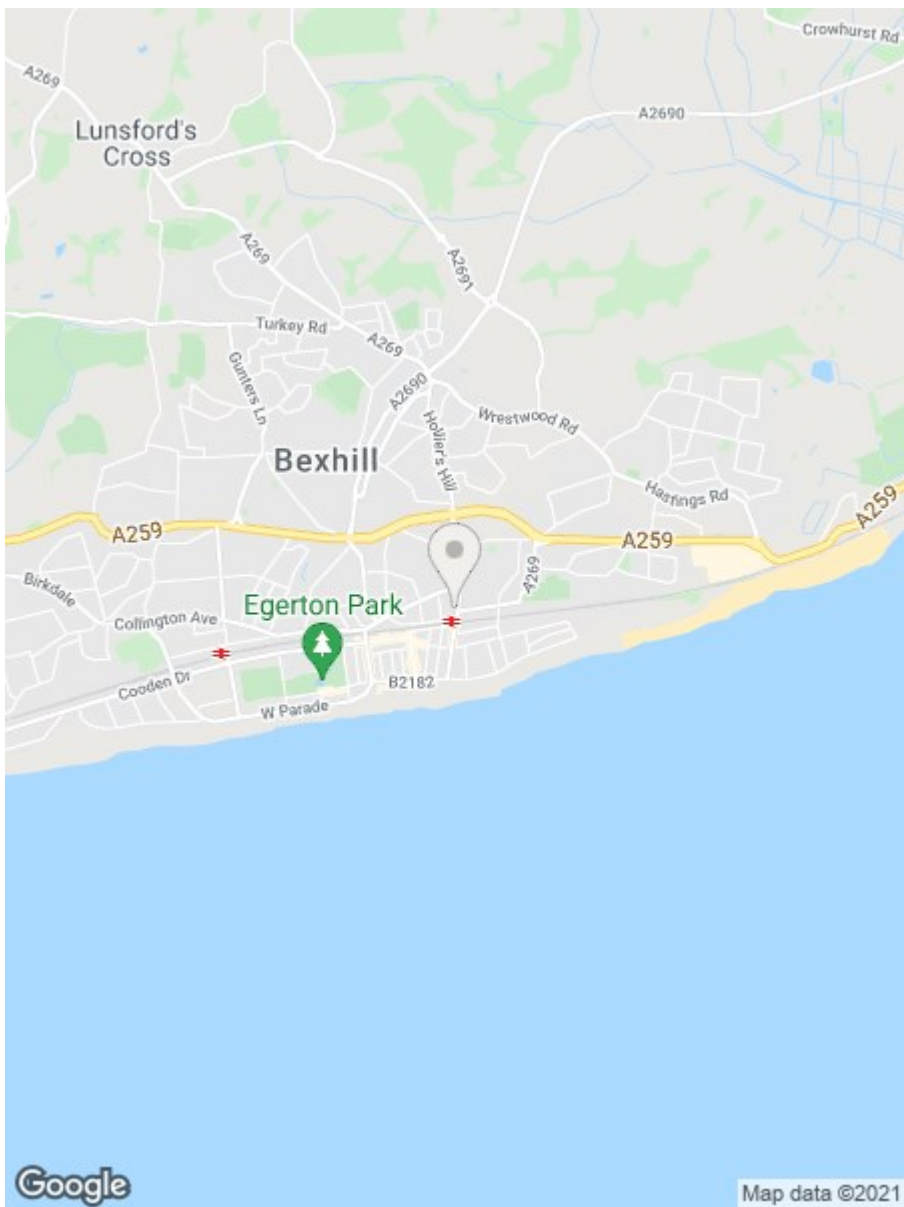 Crowhurst Rd
A269
A2690
Lunsford's
Cross
A269
A2691
Turkey Rd
A269
Gunters Ln
A2690
Hollier's Hill
Wrestwood Rd
Bexhill
Hastings Rd
A259
A259
A259
Birkdale
A269
Egerton Park
Collington Ave
Cooden Dr
B2182
W Parade
Google
Map data ©2021